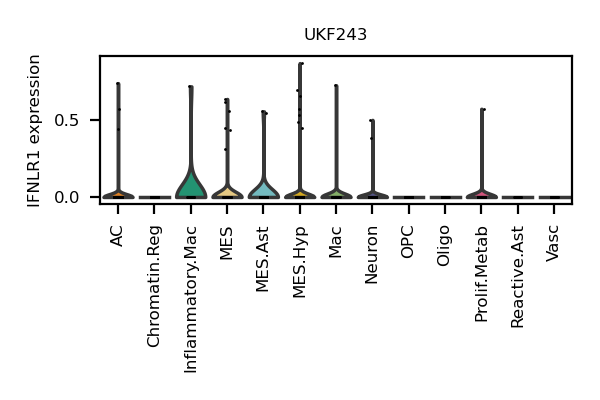 UKF243
IFNLR1 expression
0.5
0.0
AC
Chromatin.Reg
Inflammatory.Mac
MES
MES.Ast
MES.Hyp
Mac
Neuron
OPC
Oligo
Prolif.Metab
Reactive.Ast
Vasc